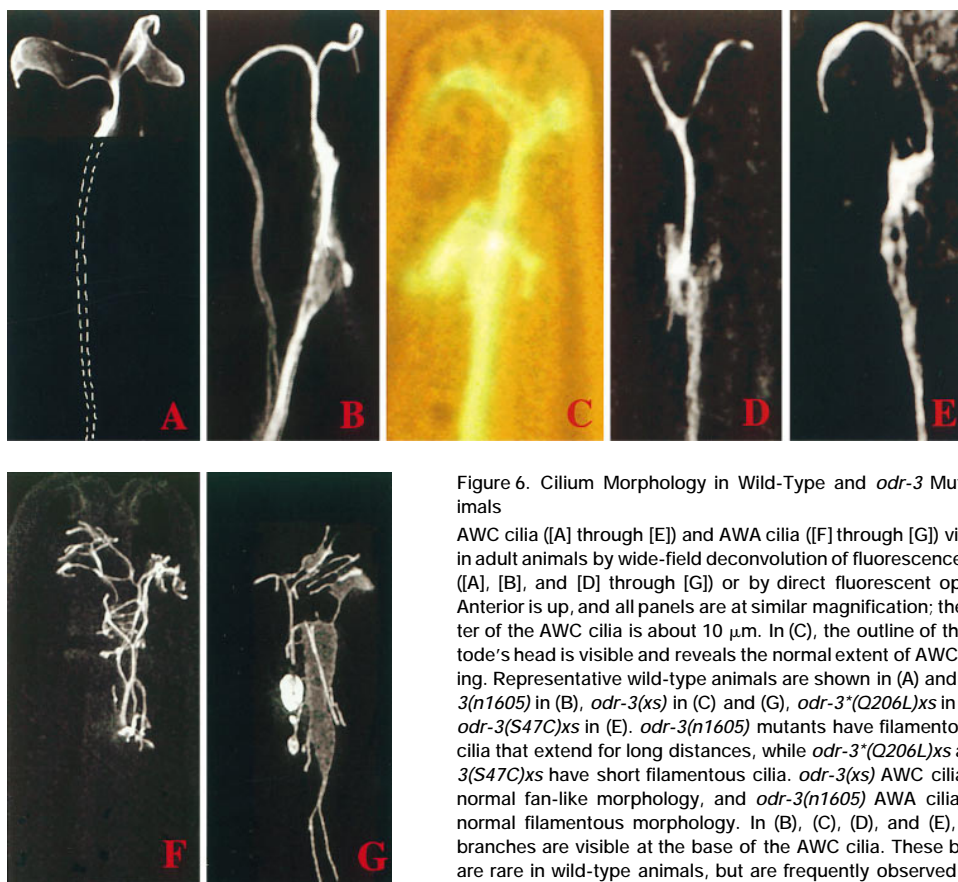 A
B
C
D
E
F
G
Figure 6. Cilium Morphology in Wild-Type and odr-3 Mu
imals
AWC cilia ([A] through [E]) and AWA cilia ([F] through [G]) vi
in adult animals by wide-field deconvolution of fluorescence
([A], [B], and [D] through [G]) or by direct fluorescent op
Anterior is up, and all panels are at similar magnification; the
ter of the AWC cilia is about 10 μm. In (C), the outline of th
tode's head is visible and reveals the normal extent of AWC
ing. Representative wild-type animals are shown in (A) and
3(n1605) in (B), odr-3(xs) in (C) and (G), odr-3*(Q206L)xs in
odr-3(S47C)xs in (E). odr-3(n1605) mutants have filamento
cilia that extend for long distances, while odr-3*(Q206L)xs a
3(S47C)xs have short filamentous cilia. odr-3(xs) AWC cilia
normal fan-like morphology, and odr-3(n1605) AWA cilia
normal filamentous morphology. In (B), (C), (D), and (E),
branches are visible at the base of the AWC cilia. These b
are rare in wild-type animals, but are frequently observed